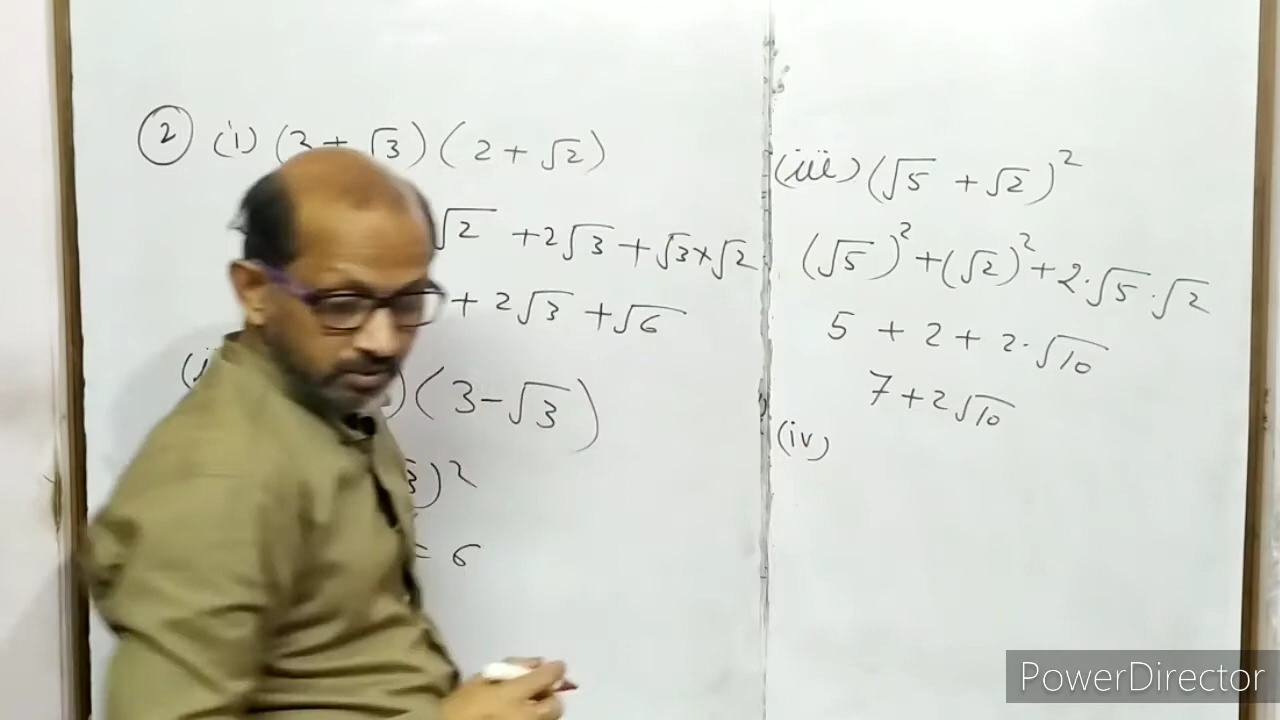 ② (i) (3 + √3) (2 + √2)
√2 + 2√3 + √3 × √2
+ 2√3 + √6
) (3 - √3)
3)²
= 6
(iii) (√5 + √2)²
(√5)² + (√2)² + 2·√5·√2
5 + 2 + 2·√10
7 + 2√10
(iv)
PowerDirector